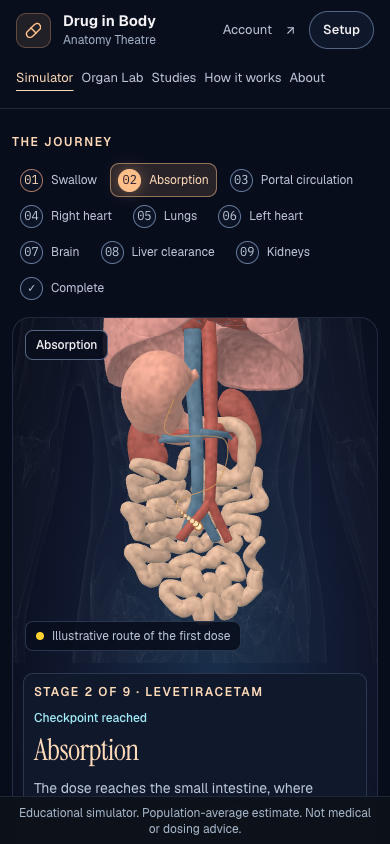 Drug in Body
Anatomy Theatre
Account ↗
Setup
Simulator Organ Lab Studies How it works About
THE JOURNEY
01 Swallow 02 Absorption 03 Portal circulation
04 Right heart 05 Lungs 06 Left heart
07 Brain 08 Liver clearance 09 Kidneys
✓ Complete
Absorption
Illustrative route of the first dose
STAGE 2 OF 9 · LEVETIRACETAM
Checkpoint reached
Absorption
The dose reaches the small intestine, where
Educational simulator. Population-average estimate. Not medical
or dosing advice.